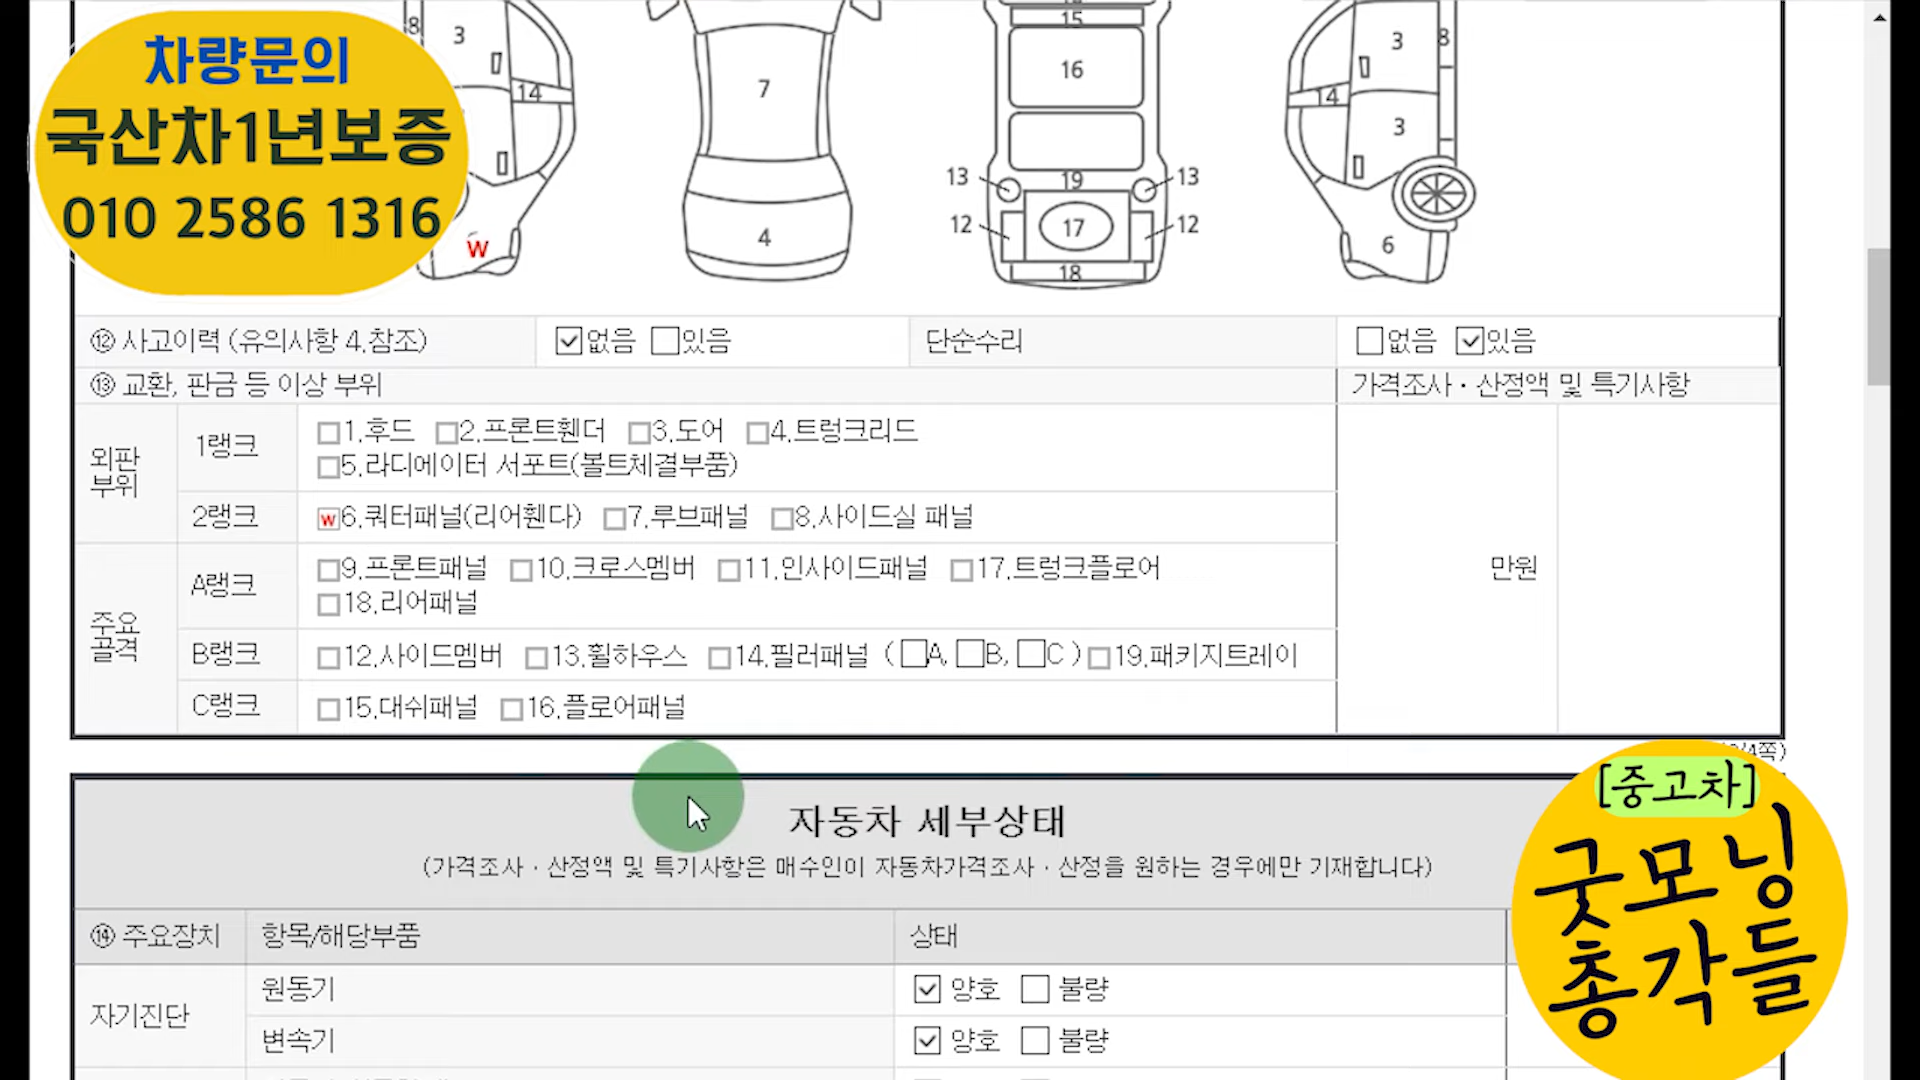 차량문의
국산차1년보증
010 2586 1316
8 3 14 W
7 4
15 16 13 19 13 12 17 12 18
3 8 14 3 6
⑫ 사고이력 (유의사항 4.참조) 없음 있음 단순수리 없음 있음
⑬ 교환, 판금 등 이상 부위 가격조사·산정액 및 특기사항
외판
부위
1랭크 1.후드 2.프론트휀더 3.도어 4.트렁크리드
5.라디에이터 서포트(볼트체결부품)
2랭크 W 6.쿼터패널(리어휀다) 7.루브패널 8.사이드실 패널
주요
골격
A랭크 9.프론트패널 10.크로스멤버 11.인사이드패널 17.트렁크플로어
18.리어패널
만원
B랭크 12.사이드멤버 13.휠하우스 14.필러패널 ( A, B, C ) 19.패키지트레이
C랭크 15.대쉬패널 16.플로어패널
자동차 세부상태
(가격조사·산정액 및 특기사항은 매수인이 자동차가격조사·산정을 원하는 경우에만 기재합니다)
⑭ 주요장치 항목/해당부품 상태
자기진단
원동기 양호 불량
변속기 양호 불량
[중고차]
굿모닝
총각들